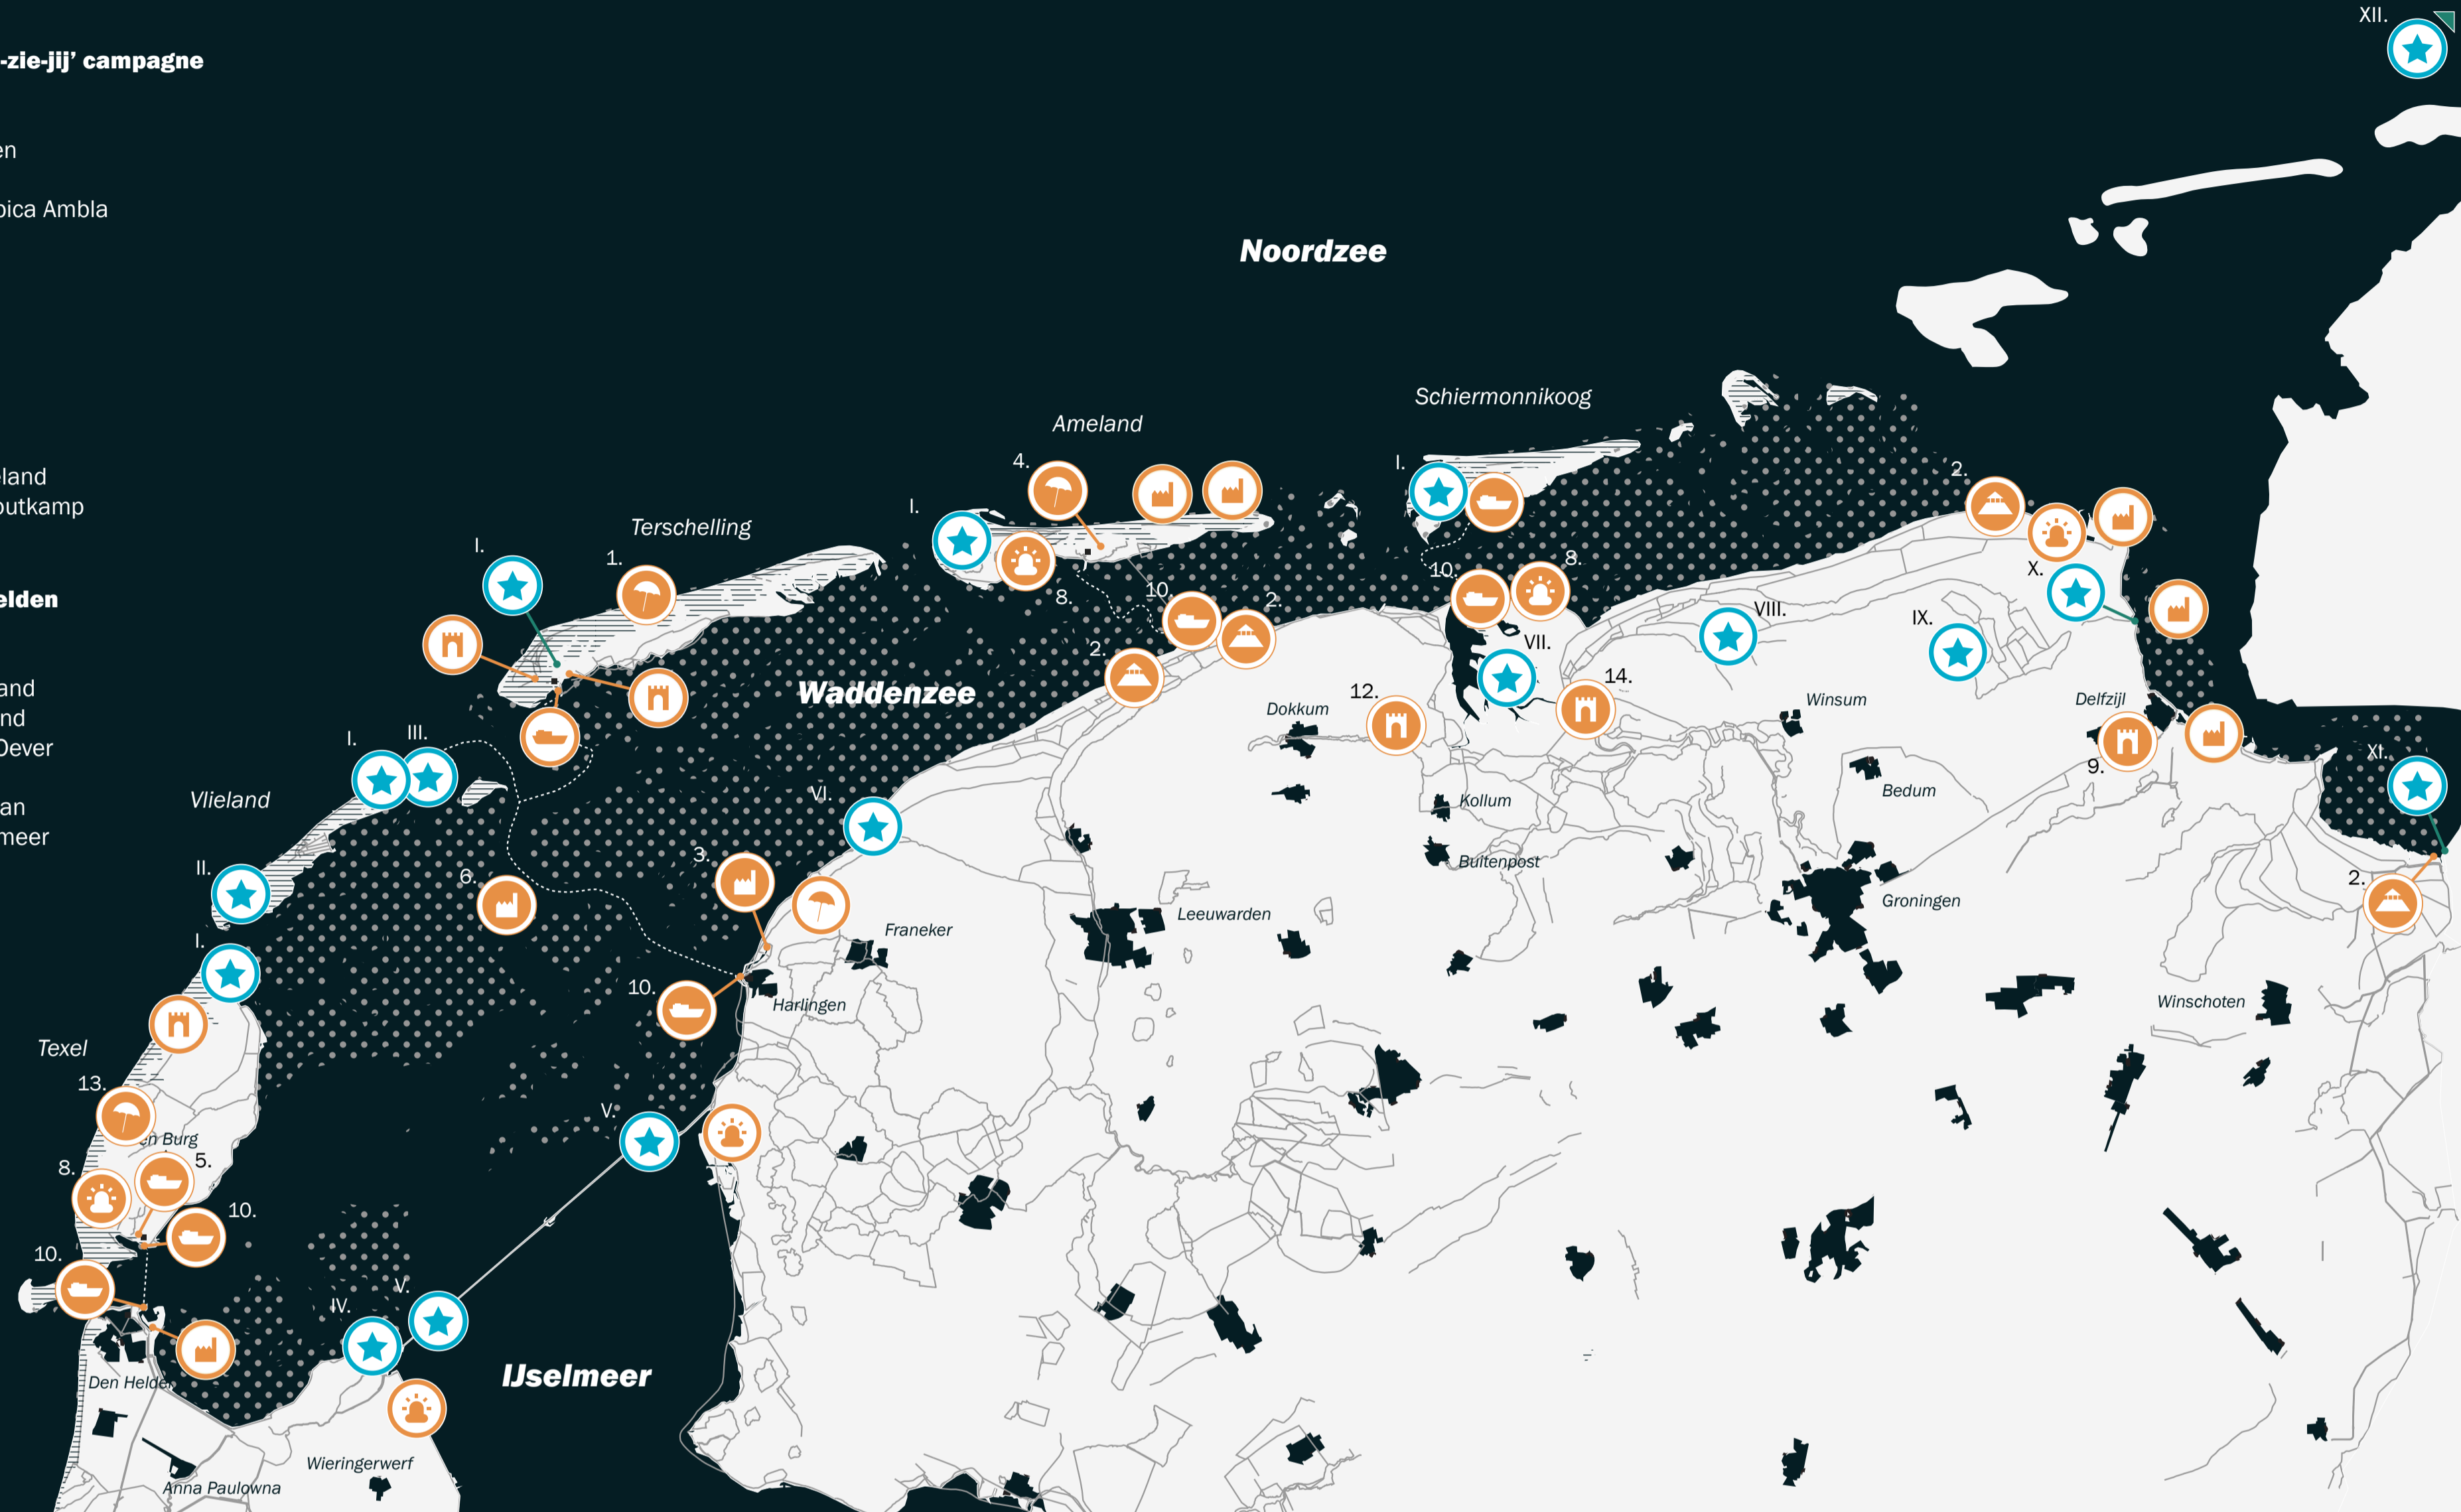 -zie-jij’ campagne
en
pica Ambla
eland
outkamp
elden
and
nd
Oever
an
meer
XII.
Noordzee
Schiermonnikoog
Ameland
4.
I.
2.
I.
Terschelling
I.
1.
8.
10.
2.
10.
8.
X.
VIII.
IX.
VII.
2.
Waddenzee
12.
14.
Dokkum
Winsum
Delfzijl
I.
III.
XI.
9.
Vlieland
VI.
Kollum
Bedum
Buitenpost
3.
II.
6.
2.
Leeuwarden
Groningen
Franeker
I.
10.
Harlingen
Winschoten
Texel
13.
V.
en Burg
8.
5.
10.
10.
V.
IV.
IJselmeer
Den Helder
Wieringerwerf
Anna Paulowna